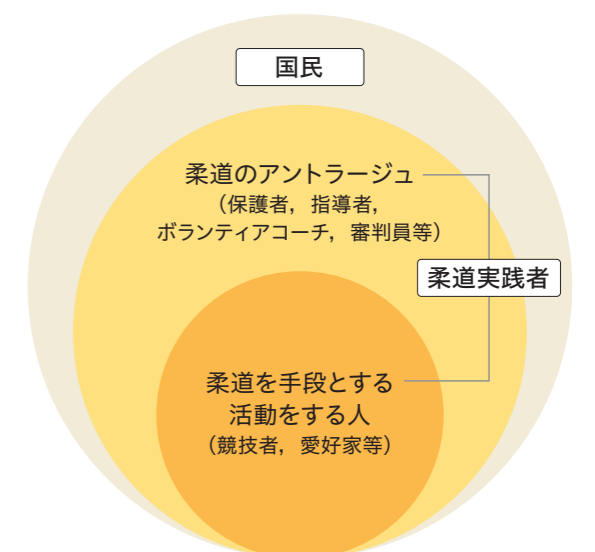 国民
柔道のアントラージュ
（保護者，指導者，
ボランティアコーチ，審判員等）
柔道実践者
柔道を手段とする
活動をする人
（競技者，愛好家等）